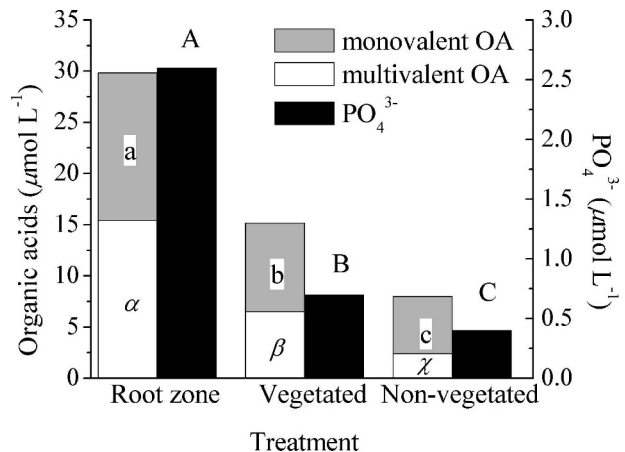 monovalent OA
multivalent OA
PO₄³⁻
Organic acids (μmol L⁻¹)
35
30
25
20
15
10
5
0
PO₄³⁻ (μmol L⁻¹)
3.0
2.5
2.0
1.5
1.0
0.5
0.0
A
a
α
B
b
β
C
c
χ
Root zone Vegetated Non-vegetated
Treatment